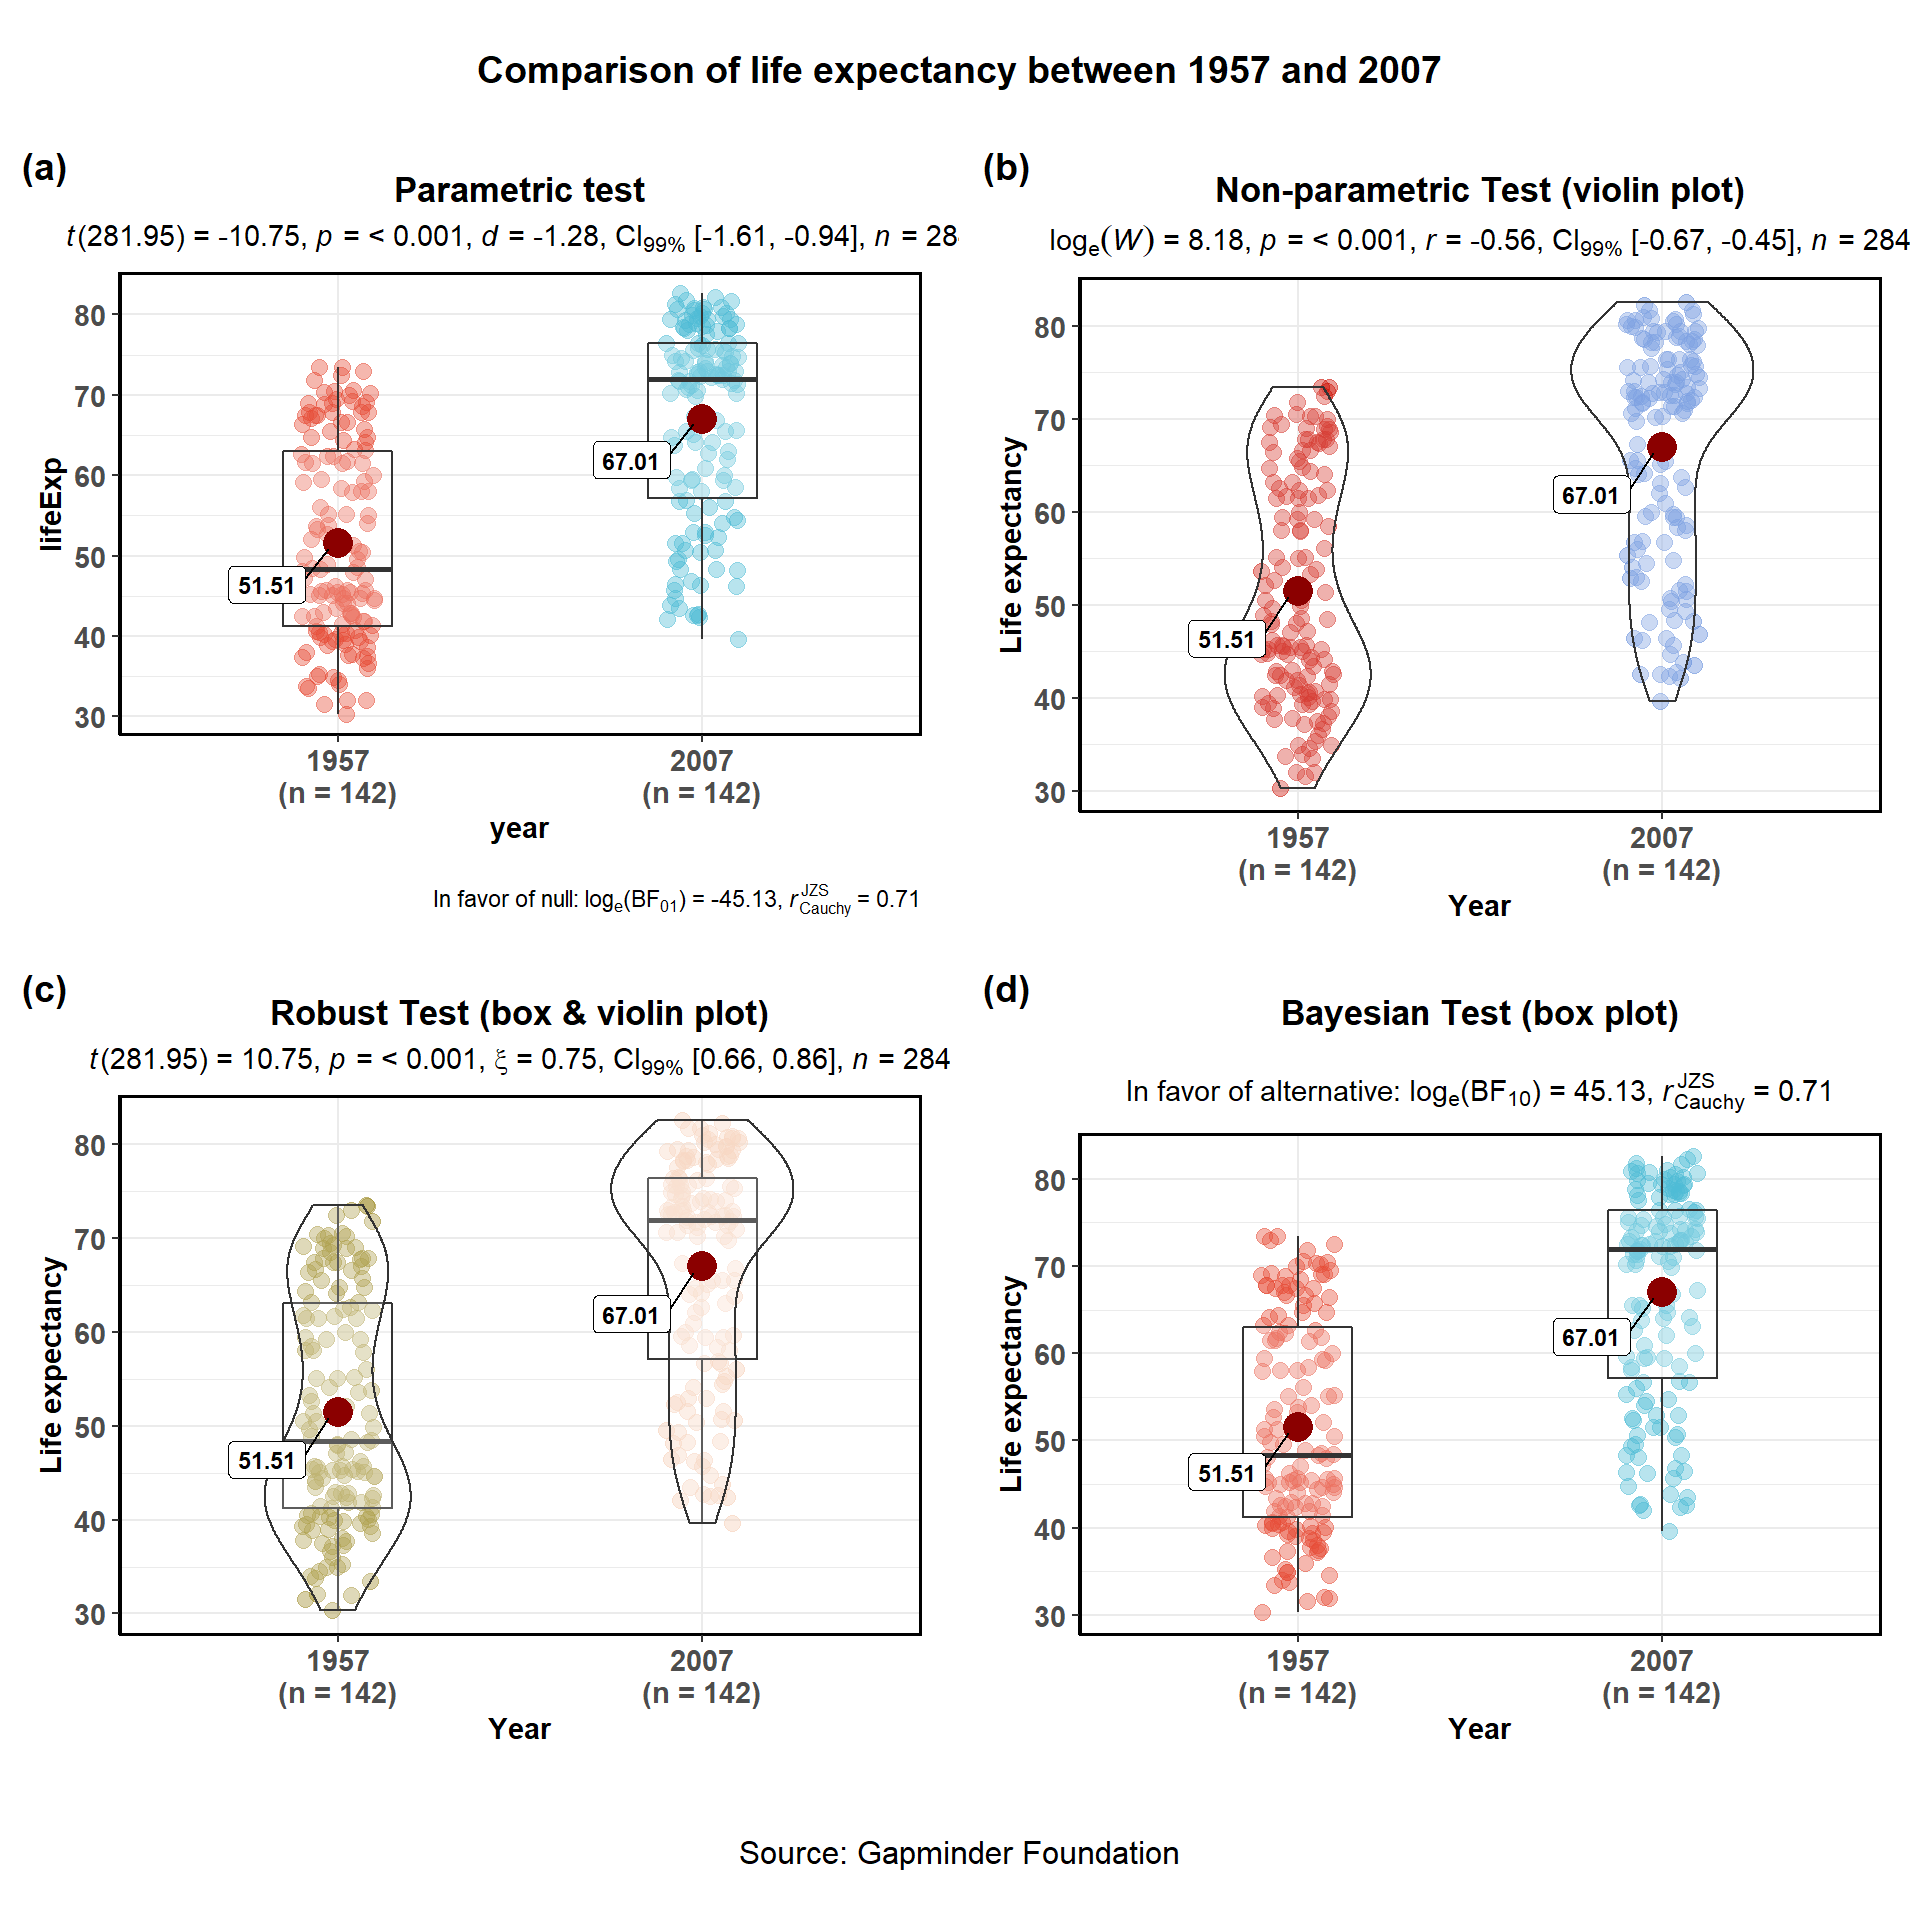 Comparison of life expectancy between 1957 and 2007
(a)
Parametric test
t(281.95) = -10.75, p = < 0.001, d = -1.28, CI99% [-1.61, -0.94], n = 28
80
70
60
50
40
30
lifeExp
67.01
51.51
1957
(n = 142)
2007
(n = 142)
year
In favor of null: loge(BF01) = -45.13, r JZS Cauchy = 0.71
(b)
Non-parametric Test (violin plot)
loge(W) = 8.18, p = < 0.001, r = -0.56, CI99% [-0.67, -0.45], n = 284
80
70
60
50
40
30
Life expectancy
67.01
51.51
1957
(n = 142)
2007
(n = 142)
Year
(c)
Robust Test (box & violin plot)
t(281.95) = 10.75, p = < 0.001, ξ = 0.75, CI99% [0.66, 0.86], n = 284
80
70
60
50
40
30
Life expectancy
67.01
51.51
1957
(n = 142)
2007
(n = 142)
Year
(d)
Bayesian Test (box plot)
In favor of alternative: loge(BF10) = 45.13, r JZS Cauchy = 0.71
80
70
60
50
40
30
Life expectancy
67.01
51.51
1957
(n = 142)
2007
(n = 142)
Year
Source: Gapminder Foundation